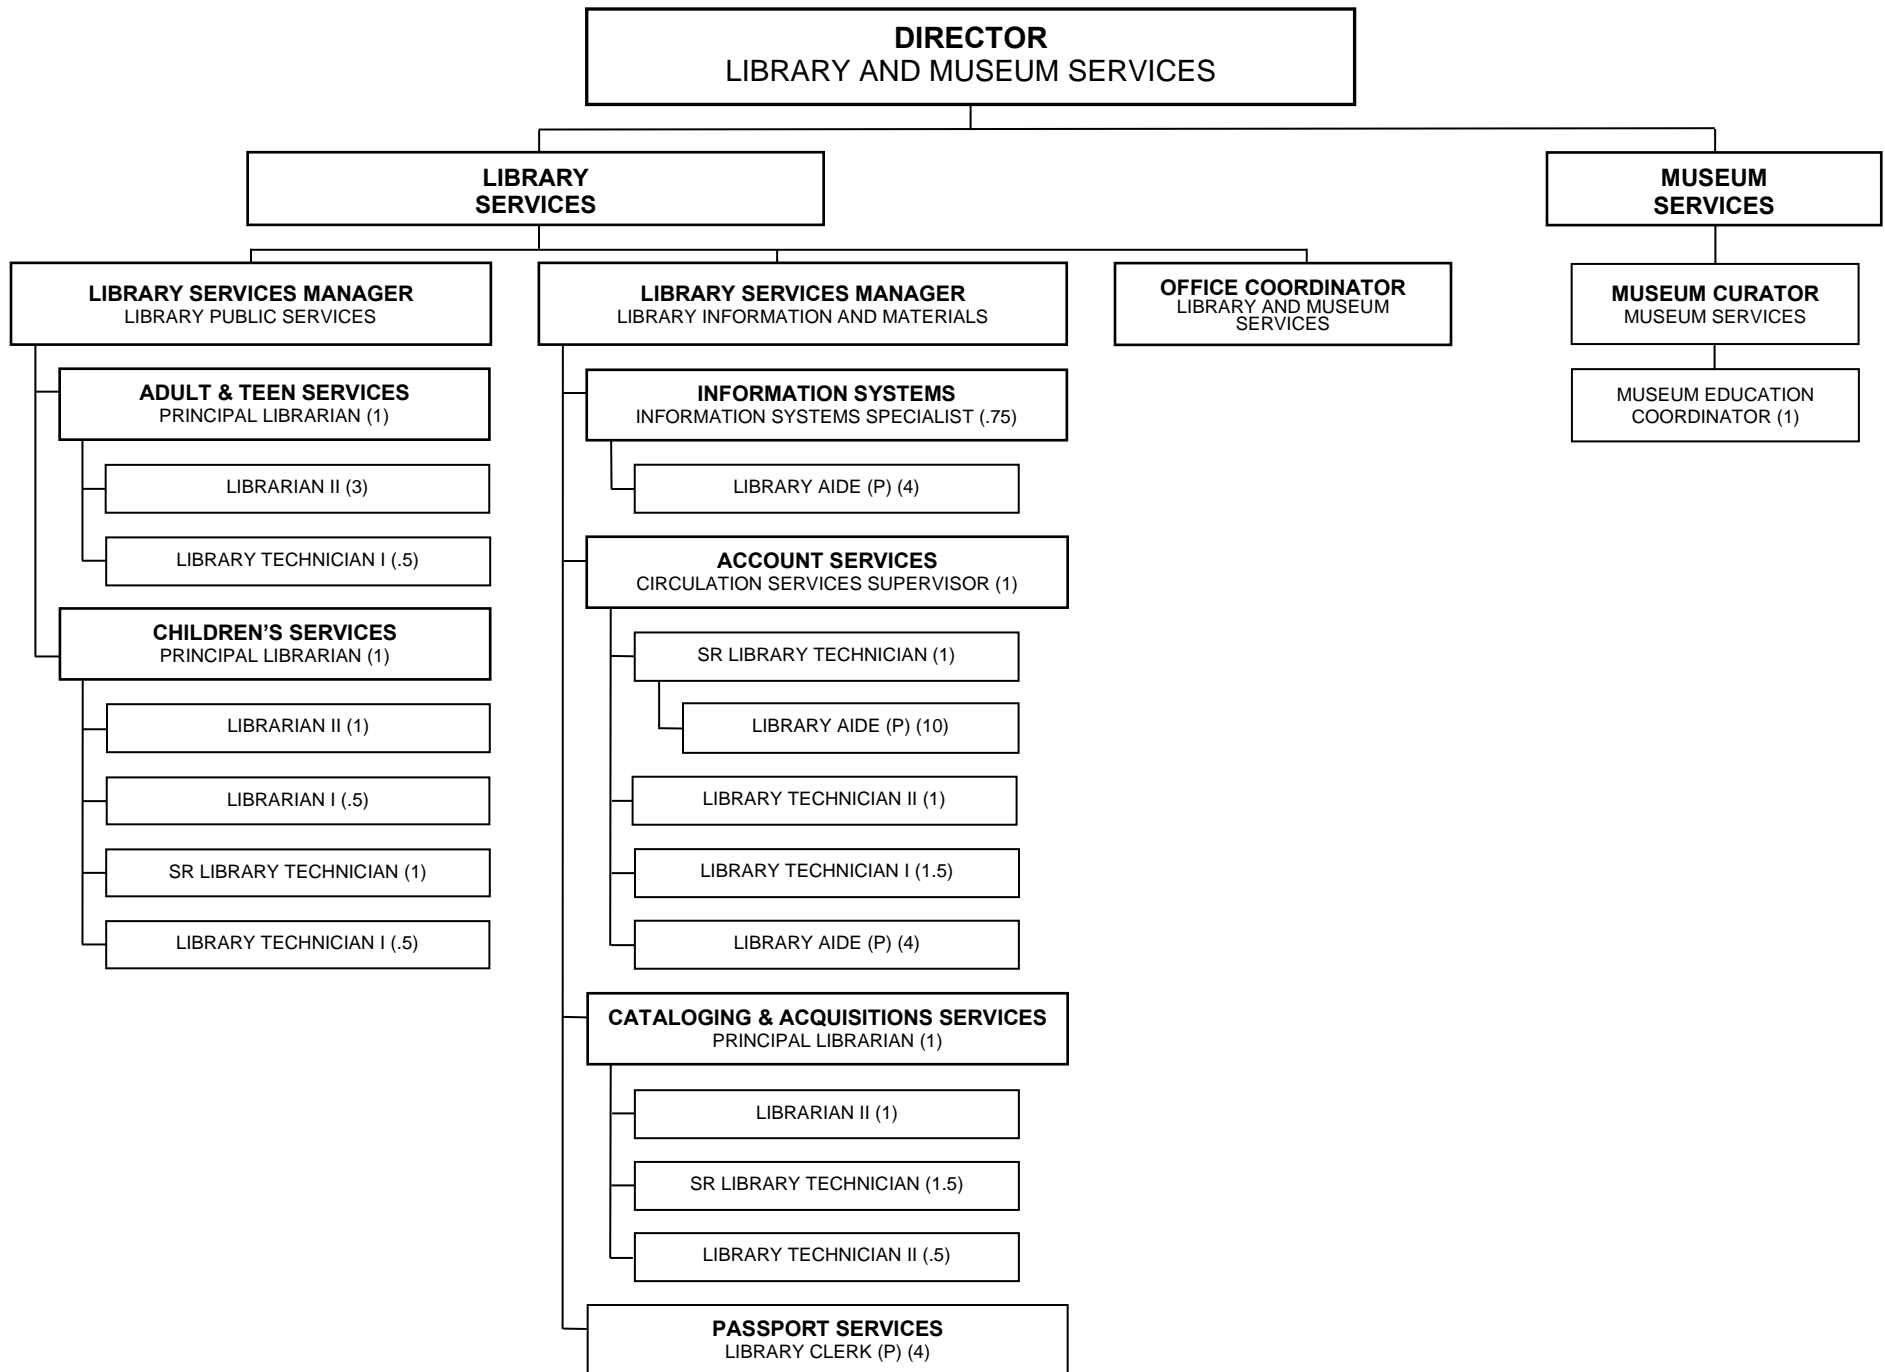 DIRECTOR
LIBRARY AND MUSEUM SERVICES
LIBRARY
SERVICES
MUSEUM
SERVICES
LIBRARY SERVICES MANAGER
LIBRARY PUBLIC SERVICES
ADULT & TEEN SERVICES
PRINCIPAL LIBRARIAN (1)
LIBRARIAN II (3)
LIBRARY TECHNICIAN I (.5)
CHILDREN’S SERVICES
PRINCIPAL LIBRARIAN (1)
LIBRARIAN II (1)
LIBRARIAN I (.5)
SR LIBRARY TECHNICIAN (1)
LIBRARY TECHNICIAN I (.5)
LIBRARY SERVICES MANAGER
LIBRARY INFORMATION AND MATERIALS
INFORMATION SYSTEMS
INFORMATION SYSTEMS SPECIALIST (.75)
LIBRARY AIDE (P) (4)
ACCOUNT SERVICES
CIRCULATION SERVICES SUPERVISOR (1)
SR LIBRARY TECHNICIAN (1)
LIBRARY AIDE (P) (10)
LIBRARY TECHNICIAN II (1)
LIBRARY TECHNICIAN I (1.5)
LIBRARY AIDE (P) (4)
CATALOGING & ACQUISITIONS SERVICES
PRINCIPAL LIBRARIAN (1)
LIBRARIAN II (1)
SR LIBRARY TECHNICIAN (1.5)
LIBRARY TECHNICIAN II (.5)
PASSPORT SERVICES
LIBRARY CLERK (P) (4)
OFFICE COORDINATOR
LIBRARY AND MUSEUM
SERVICES
MUSEUM CURATOR
MUSEUM SERVICES
MUSEUM EDUCATION
COORDINATOR (1)